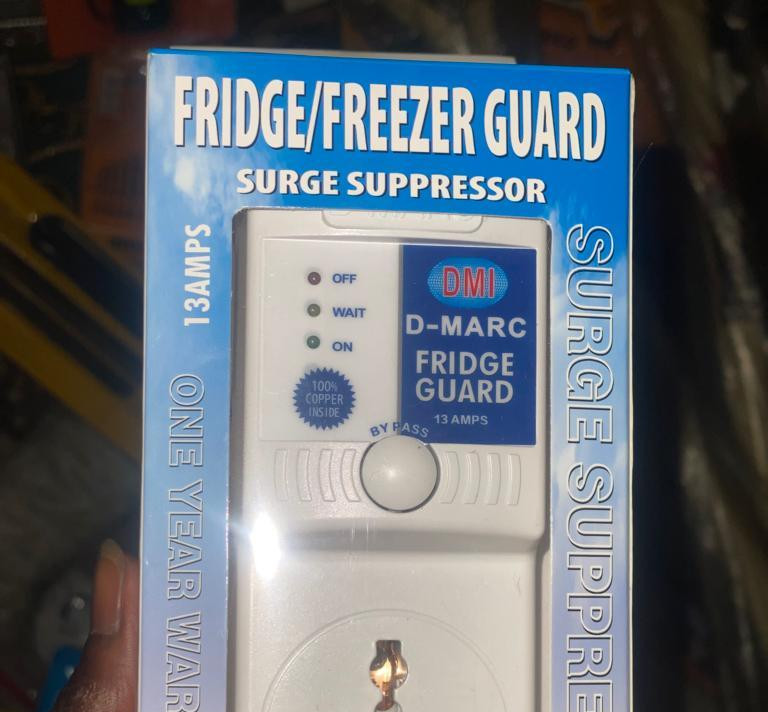 FRIDGE/FREEZER GUARD
SURGE SUPPRESSOR
13AMPS
ONE YEAR WAR
SURGE SUPPRE
OFF
WAIT
ON
100%
COPPER
INSIDE
DMI
D-MARC
FRIDGE
GUARD
13 AMPS
BY PASS